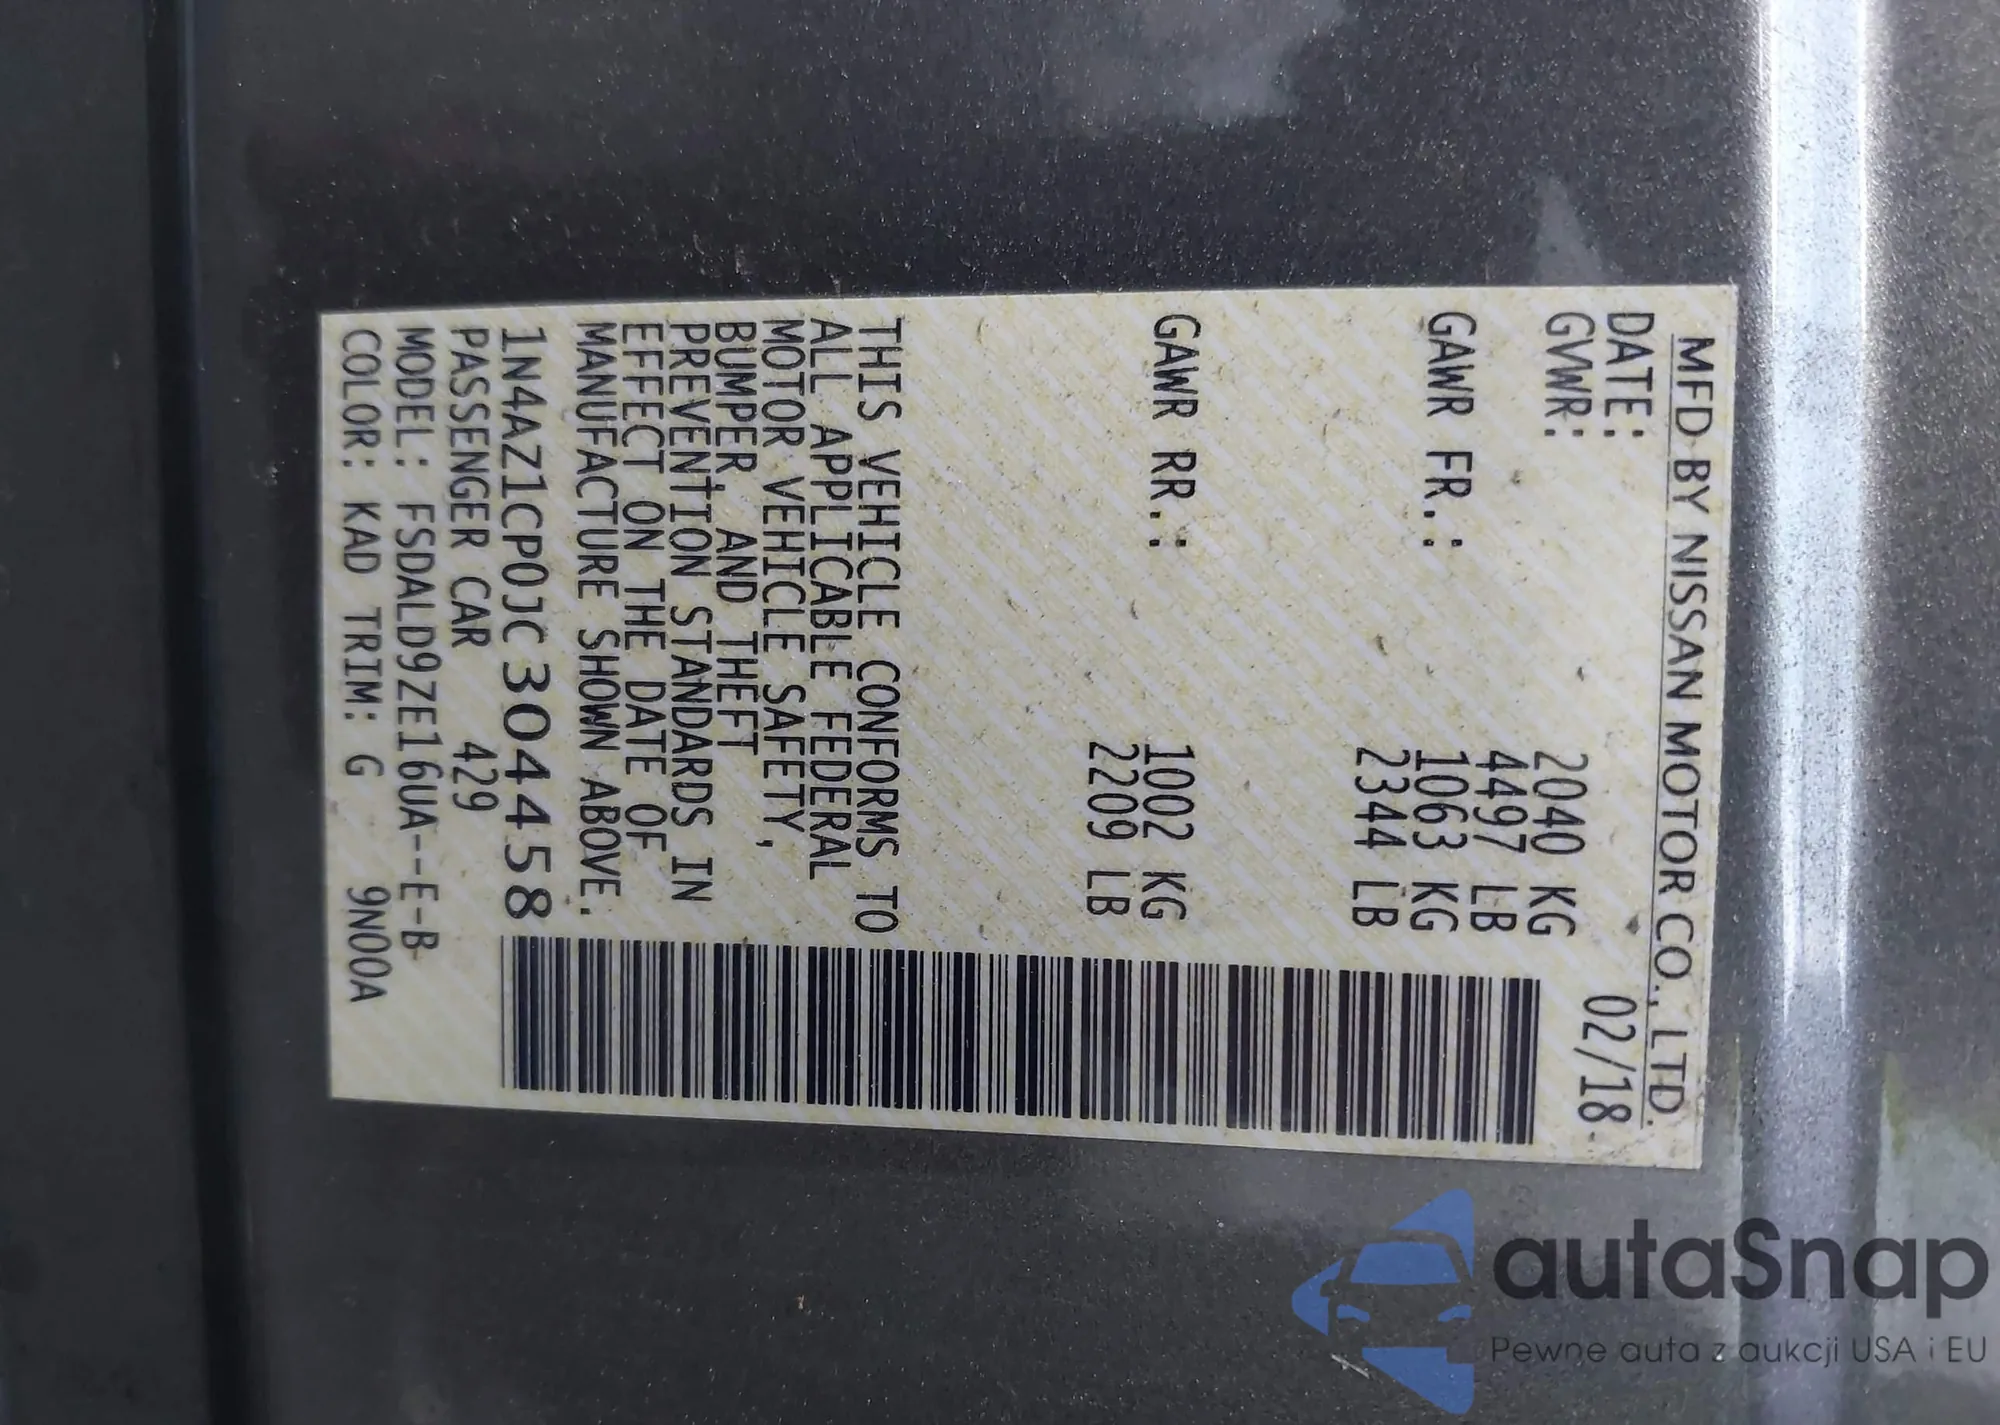 MFD BY NISSAN MOTOR CO., LTD.
DATE: 02/18
GVWR: 2040 KG
4497 LB
GAWR FR.: 1063 KG
2344 LB
GAWR RR.: 1002 KG
2209 LB
THIS VEHICLE CONFORMS TO
ALL APPLICABLE FEDERAL
MOTOR VEHICLE SAFETY,
BUMPER, AND THEFT
PREVENTION STANDARDS IN
EFFECT ON THE DATE OF
MANUFACTURE SHOWN ABOVE.
1N4AZ1CP0JC304458
PASSENGER CAR 429
MODEL: FSDALD9ZE16UA--E-B-
COLOR: KAD TRIM: G 9N00A
autaSnap
Pewne auta z aukcji USA i EU